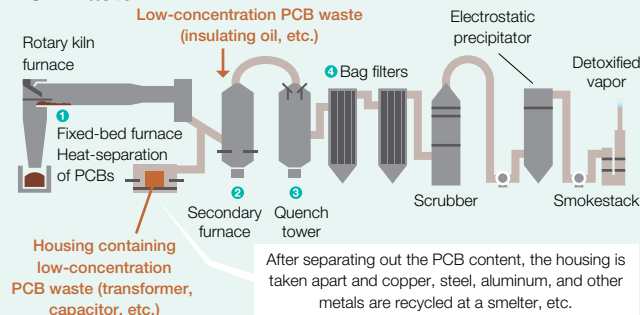 Low-concentration PCB waste
(insulating oil, etc.)
Rotary kiln
furnace
Electrostatic
precipitator
4 Bag filters
Detoxified
vapor
1
Fixed-bed furnace
Heat-separation
of PCBs
2
Secondary
furnace
3
Quench
tower
Scrubber
Smokestack
Housing containing
low-concentration
PCB waste (transformer,
capacitor, etc.)
After separating out the PCB content, the housing is
taken apart and copper, steel, aluminum, and other
metals are recycled at a smelter, etc.